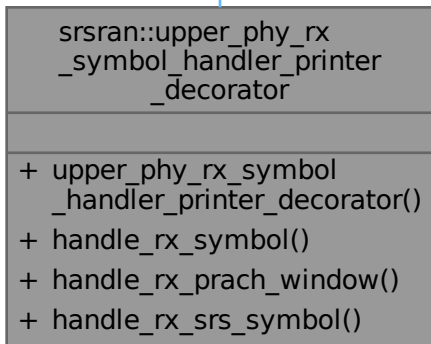 srsran::upper_phy_rx
_symbol_handler_printer
_decorator
+ upper_phy_rx_symbol
_handler_printer_decorator()
+ handle_rx_symbol()
+ handle_rx_prach_window()
+ handle_rx_srs_symbol()